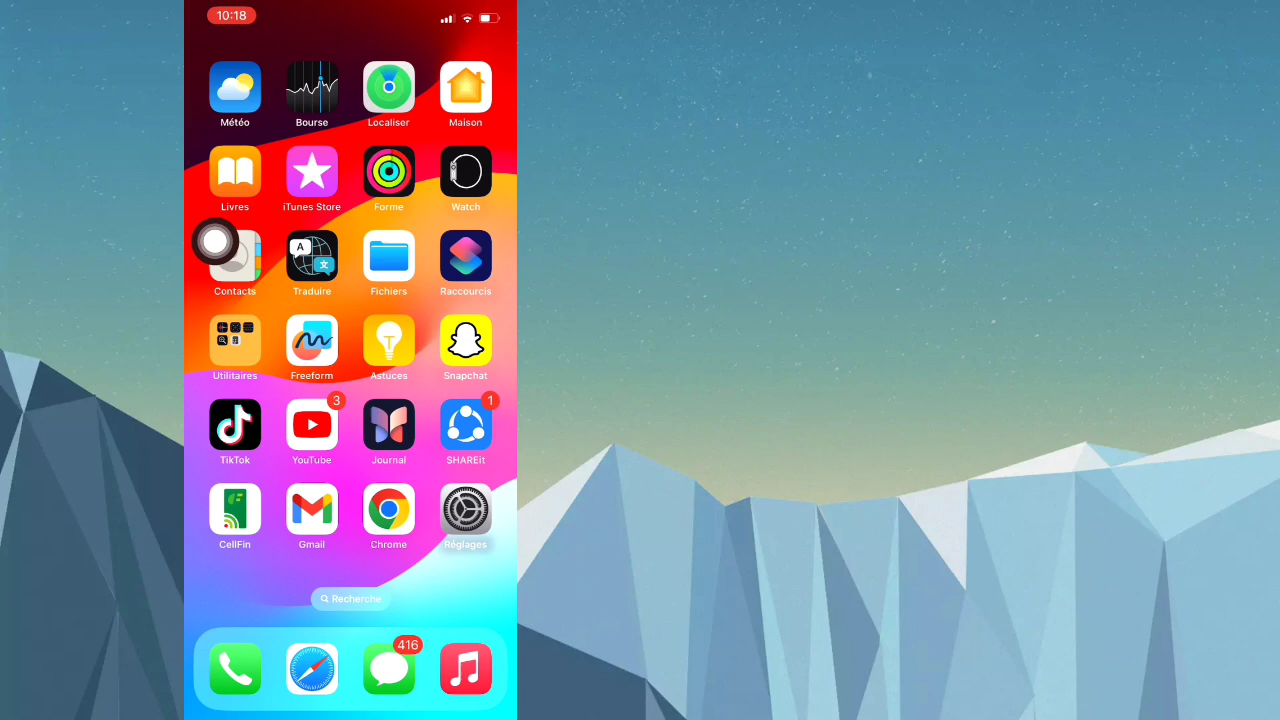 10:18
Météo Bourse Localiser Maison
Livres iTunes Store Forme Watch
A 文
Contacts Traduire Fichiers Raccourcis
Utilitaires Freeform Astuces Snapchat
3 1
TikTok YouTube Journal SHAREit
CellFin Gmail Chrome Réglages
Recherche
416